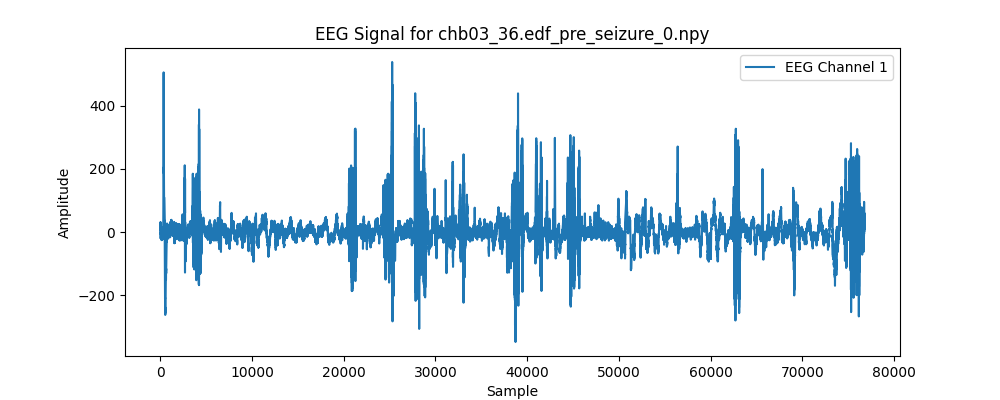 EEG Signal for chb03_36.edf_pre_seizure_0.npy
EEG Channel 1
400
200
0
−200
Amplitude
0 10000 20000 30000 40000 50000 60000 70000 80000
Sample